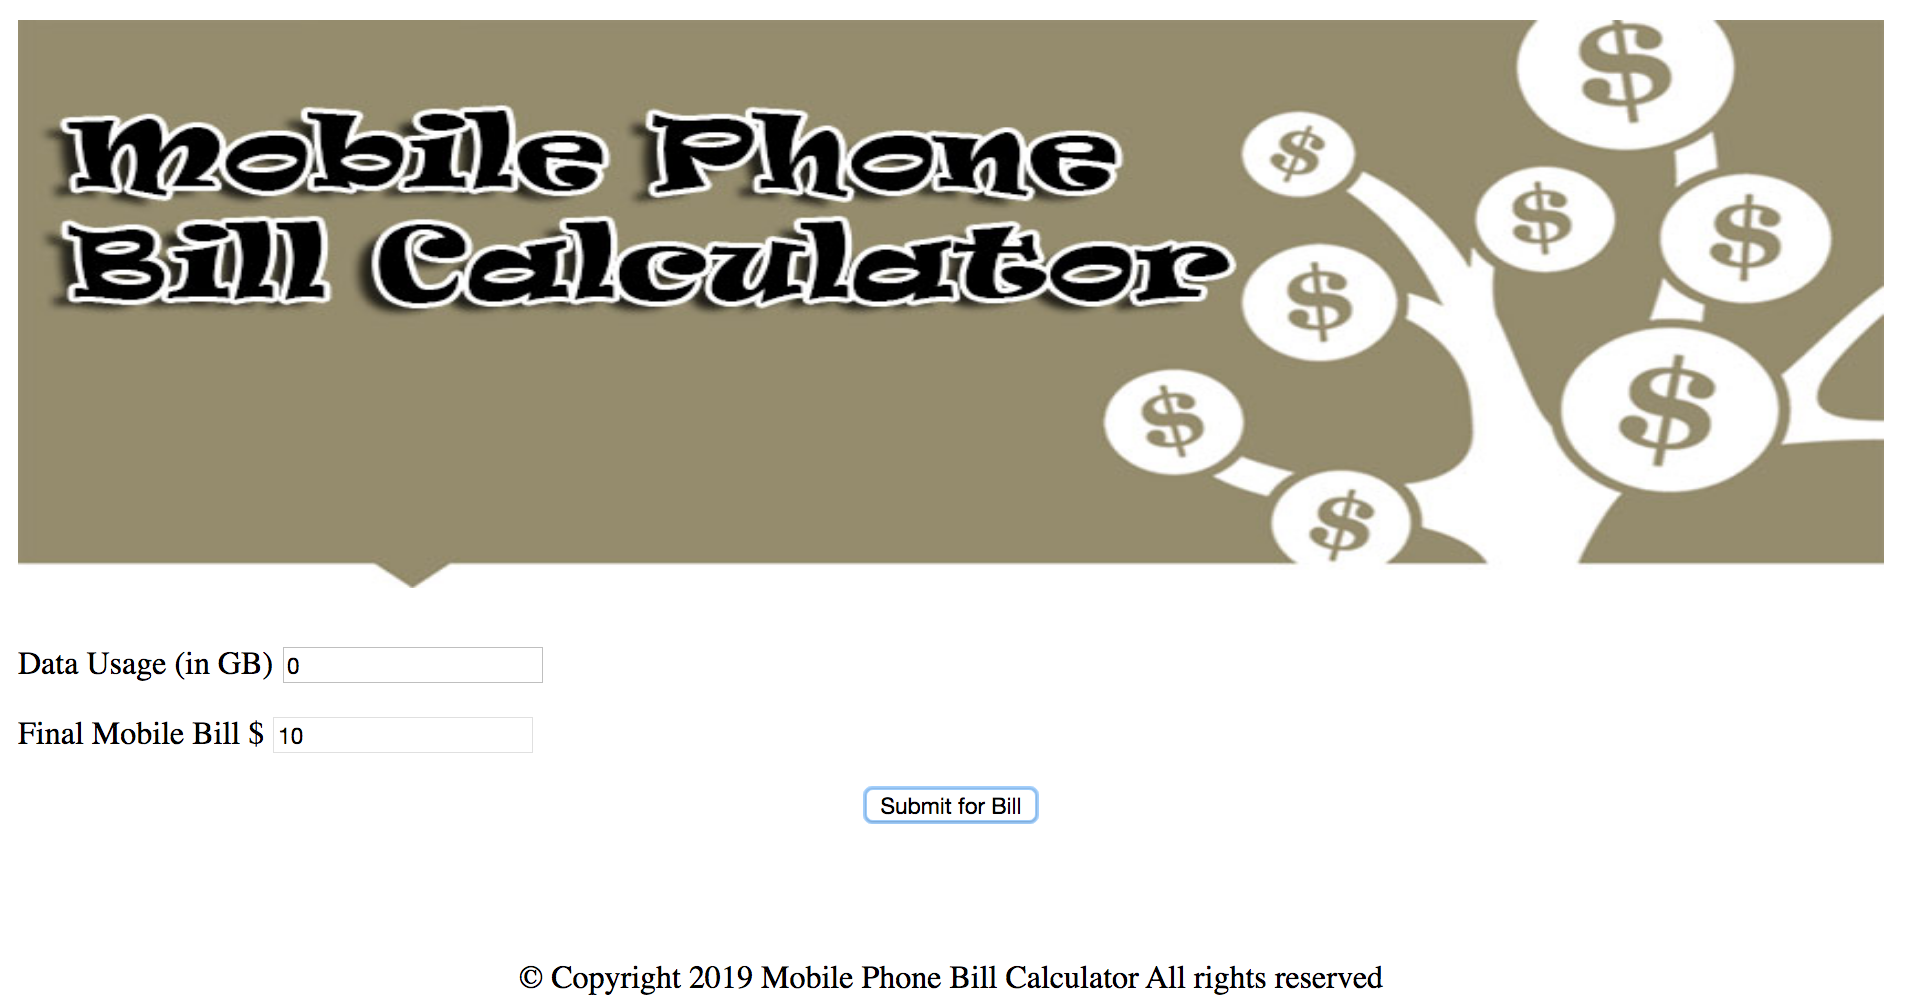 Mobile Phone
Bill Calculator
$
$
$
$
$
$
$
$
Data Usage (in GB) 0
Final Mobile Bill $ 10
Submit for Bill
© Copyright 2019 Mobile Phone Bill Calculator All rights reserved